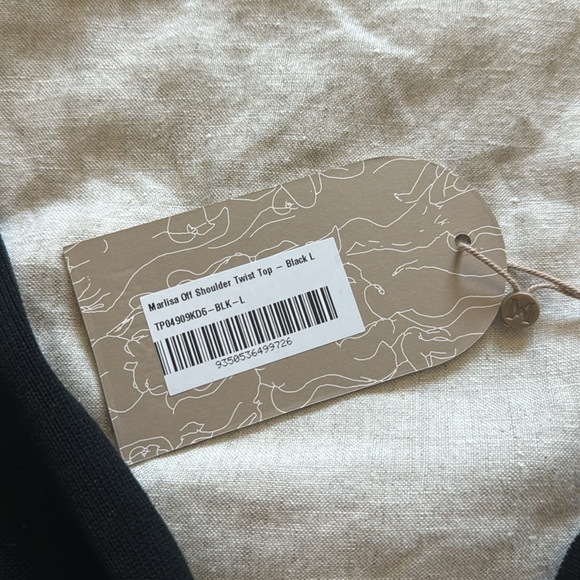 Marlisa Off Shoulder Twist Top - Black L
TP04909KD6-BLK-L
9350536499726